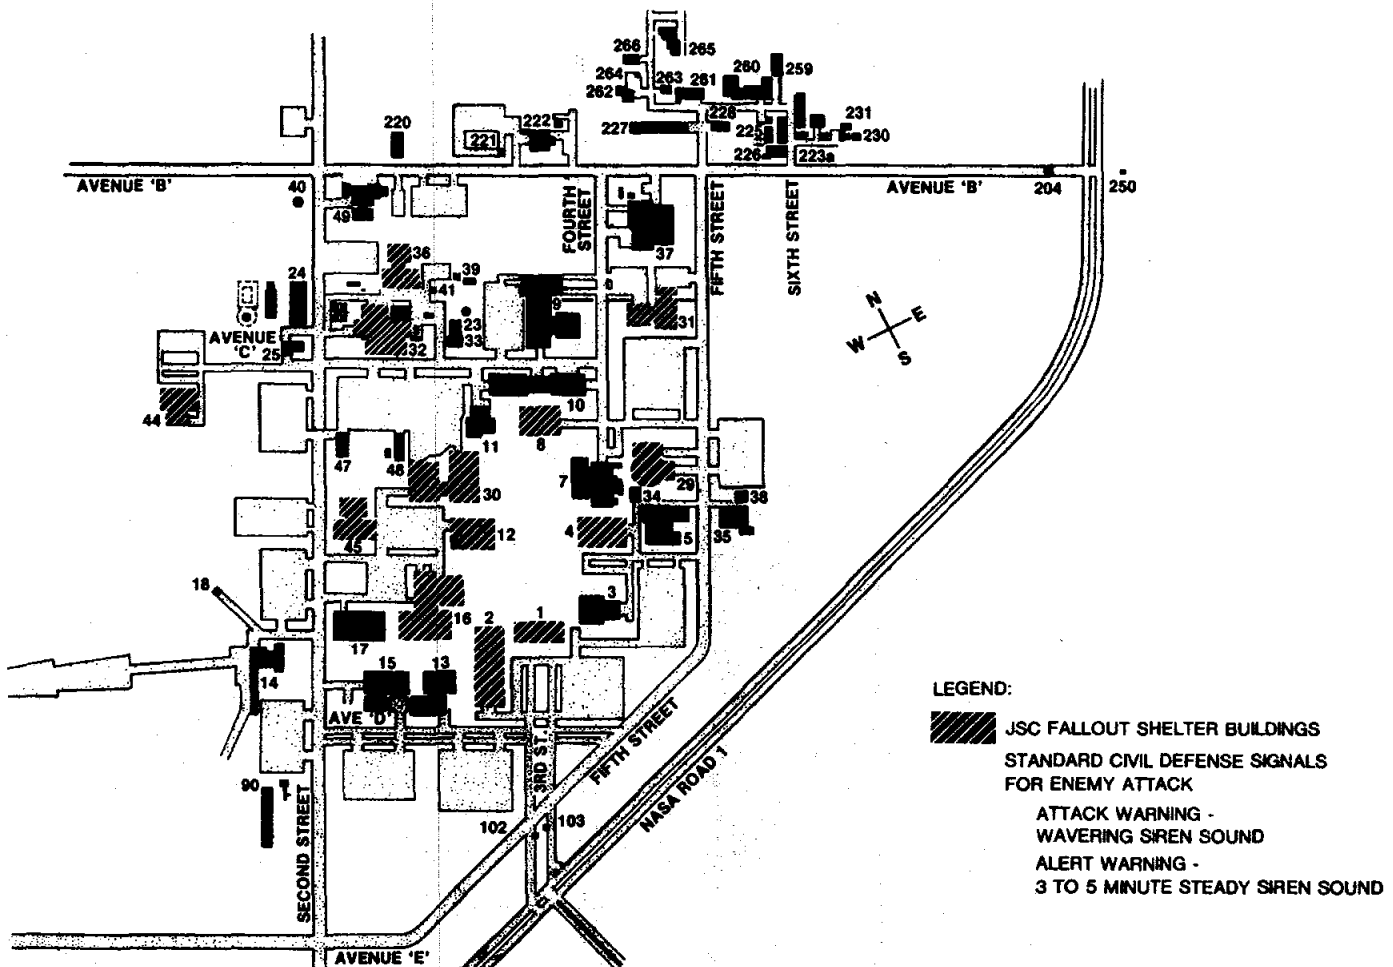 266
265
264
263
261
260
259
262
220
221
222
227
228
225
226
223a
231
230
AVENUE 'B'
40
AVENUE 'B'
204
250
49
FOURTH
STREET
37
FIFTH STREET
SIXTH STREET
36
24
39
41
9
31
N
E
W
S
AVENUE
'C'
25
23
33
32
44
10
11
8
47
48
30
7
29
34
38
45
12
4
5
35
18
3
17
16
2
1
14
15
13
AVE 'D'
3RD ST.
FIFTH STREET
NASA ROAD 1
90
SECOND STREET
102
103
AVENUE 'E'
LEGEND:
JSC FALLOUT SHELTER BUILDINGS
STANDARD CIVIL DEFENSE SIGNALS
FOR ENEMY ATTACK
ATTACK WARNING -
WAVERING SIREN SOUND
ALERT WARNING -
3 TO 5 MINUTE STEADY SIREN SOUND